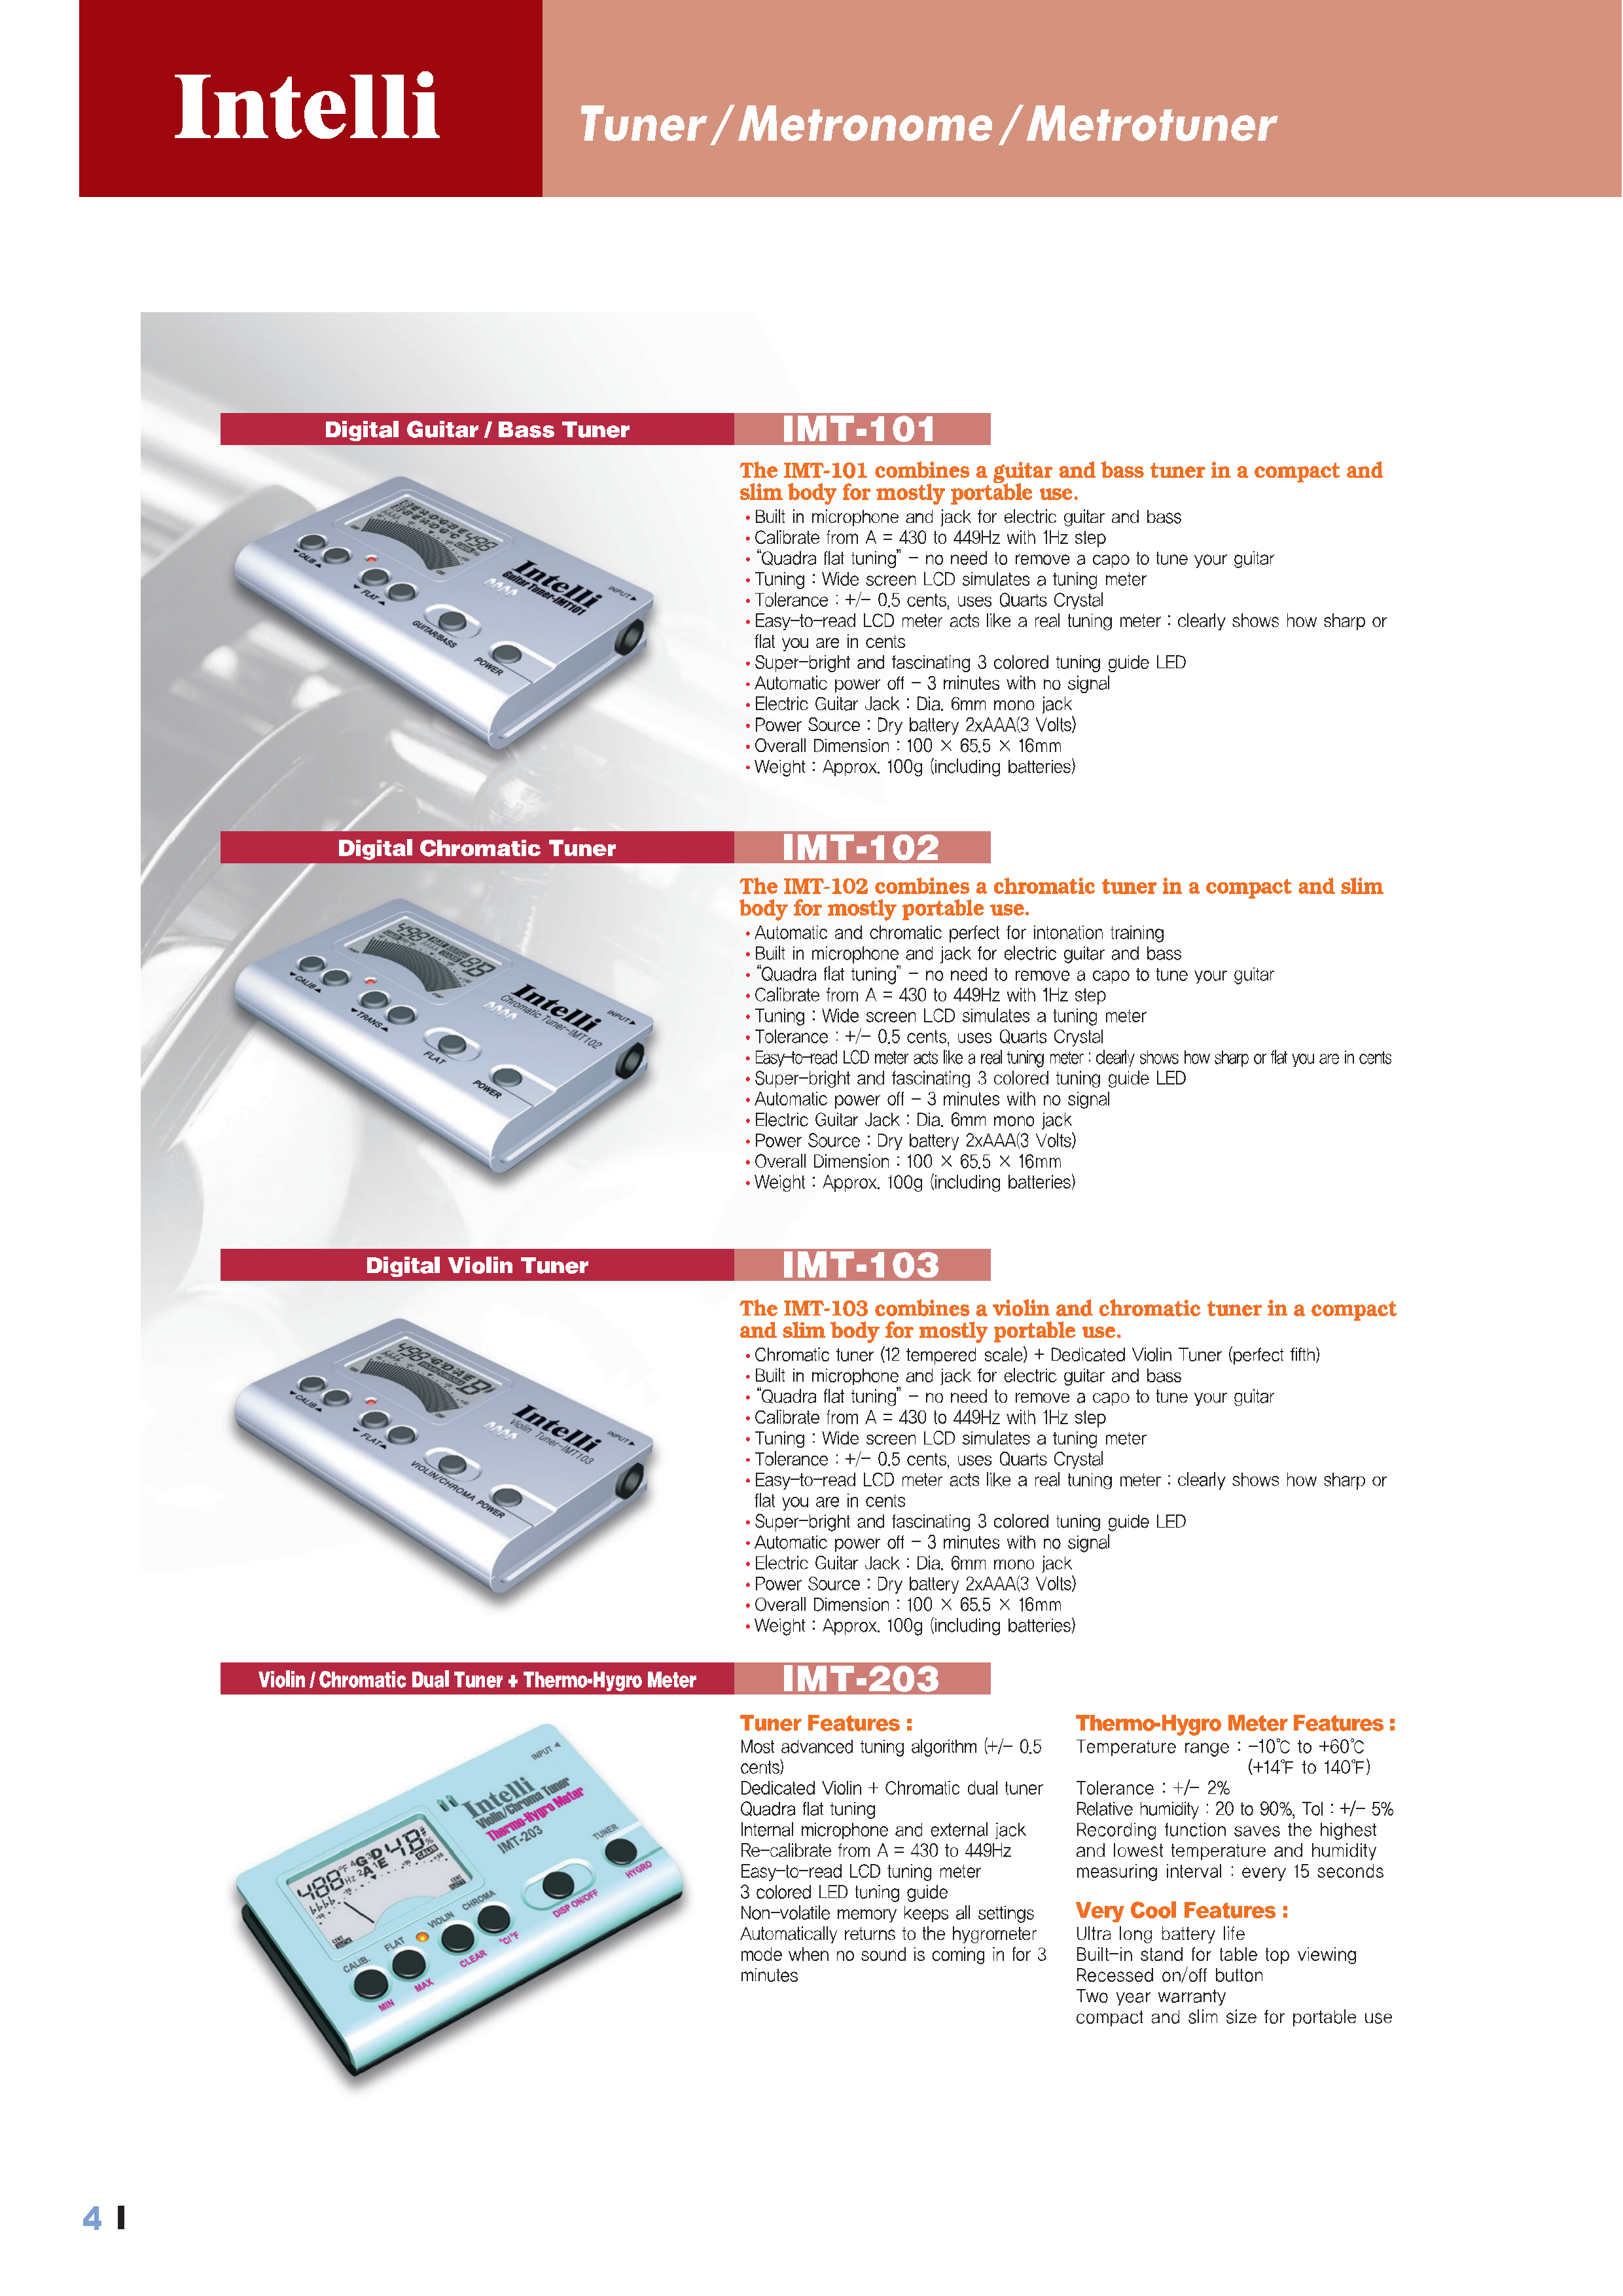 Intelli
Tuner / Metronome / Metrotuner
Digital Guitar / Bass Tuner
IMT-101
The IMT-101 combines a guitar and bass tuner in a compact and
slim body for mostly portable use.
• Built in microphone and jack for electric guitar and bass
• Calibrate from A = 430 to 449Hz with 1Hz step
• “Quadra flat tuning” - no need to remove a capo to tune your guitar
• Tuning : Wide screen LCD simulates a tuning meter
• Tolerance : +/- 0.5 cents, uses Quarts Crystal
• Easy-to-read LCD meter acts like a real tuning meter : clearly shows how sharp or
flat you are in cents
• Super-bright and fascinating 3 colored tuning guide LED
• Automatic power off - 3 minutes with no signal
• Electric Guitar Jack : Dia. 6mm mono jack
• Power Source : Dry battery 2xAAA(3 Volts)
• Overall Dimension : 100 × 65.5 × 16mm
• Weight : Approx. 100g (including batteries)
Intelli
Guitar Tuner-IMT101
INPUT ▶
▼ CALIB ▲
▼ FLAT ▲
GUITAR/BASS
POWER
Digital Chromatic Tuner
IMT-102
The IMT-102 combines a chromatic tuner in a compact and slim
body for mostly portable use.
• Automatic and chromatic perfect for intonation training
• Built in microphone and jack for electric guitar and bass
• “Quadra flat tuning” - no need to remove a capo to tune your guitar
• Calibrate from A = 430 to 449Hz with 1Hz step
• Tuning : Wide screen LCD simulates a tuning meter
• Tolerance : +/- 0.5 cents, uses Quarts Crystal
• Easy-to-read LCD meter acts like a real tuning meter : clearly shows how sharp or flat you are in cents
• Super-bright and fascinating 3 colored tuning guide LED
• Automatic power off - 3 minutes with no signal
• Electric Guitar Jack : Dia. 6mm mono jack
• Power Source : Dry battery 2xAAA(3 Volts)
• Overall Dimension : 100 × 65.5 × 16mm
• Weight : Approx. 100g (including batteries)
Intelli
Chromatic Tuner-IMT102
INPUT ▶
▼ CALIB ▲
▼ TRANS ▲
FLAT
POWER
Digital Violin Tuner
IMT-103
The IMT-103 combines a violin and chromatic tuner in a compact
and slim body for mostly portable use.
• Chromatic tuner (12 tempered scale) + Dedicated Violin Tuner (perfect fifth)
• Built in microphone and jack for electric guitar and bass
• “Quadra flat tuning” - no need to remove a capo to tune your guitar
• Calibrate from A = 430 to 449Hz with 1Hz step
• Tuning : Wide screen LCD simulates a tuning meter
• Tolerance : +/- 0.5 cents, uses Quarts Crystal
• Easy-to-read LCD meter acts like a real tuning meter : clearly shows how sharp or
flat you are in cents
• Super-bright and fascinating 3 colored tuning guide LED
• Automatic power off - 3 minutes with no signal
• Electric Guitar Jack : Dia. 6mm mono jack
• Power Source : Dry battery 2xAAA(3 Volts)
• Overall Dimension : 100 × 65.5 × 16mm
• Weight : Approx. 100g (including batteries)
Intelli
Violin Tuner-IMT103
INPUT ▶
▼ CALIB ▲
▼ FLAT ▲
VIOLIN/CHROMA
POWER
Violin / Chromatic Dual Tuner + Thermo-Hygro Meter
IMT-203
Tuner Features :
Most advanced tuning algorithm (+/- 0.5
cents)
Dedicated Violin + Chromatic dual tuner
Quadra flat tuning
Internal microphone and external jack
Re-calibrate from A = 430 to 449Hz
Easy-to-read LCD tuning meter
3 colored LED tuning guide
Non-volatile memory keeps all settings
Automatically returns to the hygrometer
mode when no sound is coming in for 3
minutes
Thermo-Hygro Meter Features :
Temperature range : -10℃ to +60℃
(+14℉ to 140℉)
Tolerance : +/- 2%
Relative humidity : 20 to 90%, Tol : +/- 5%
Recording function saves the highest
and lowest temperature and humidity
measuring interval : every 15 seconds
Very Cool Features :
Ultra long battery life
Built-in stand for table top viewing
Recessed on/off button
Two year warranty
compact and slim size for portable use
INPUT ◀
Intelli
Violin/Chroma Tuner
Thermo-Hygro Meter
IMT-203
TUNER
HYGRO
DISP ON/OFF
CHROMA
°C/°F
VIOLIN
CLEAR
FLAT
MAX
CALIB.
MIN
4